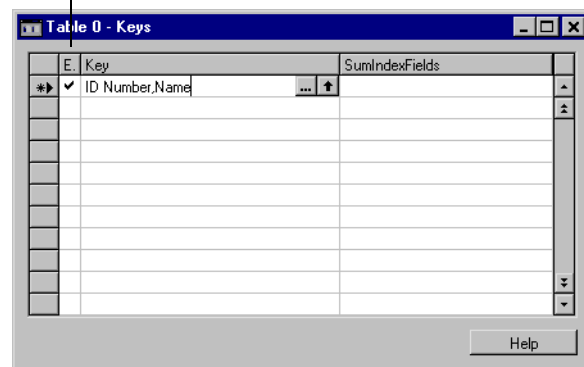 Table 0 - Keys
E. Key SumIndexFields
ID Number,Name ...
Help